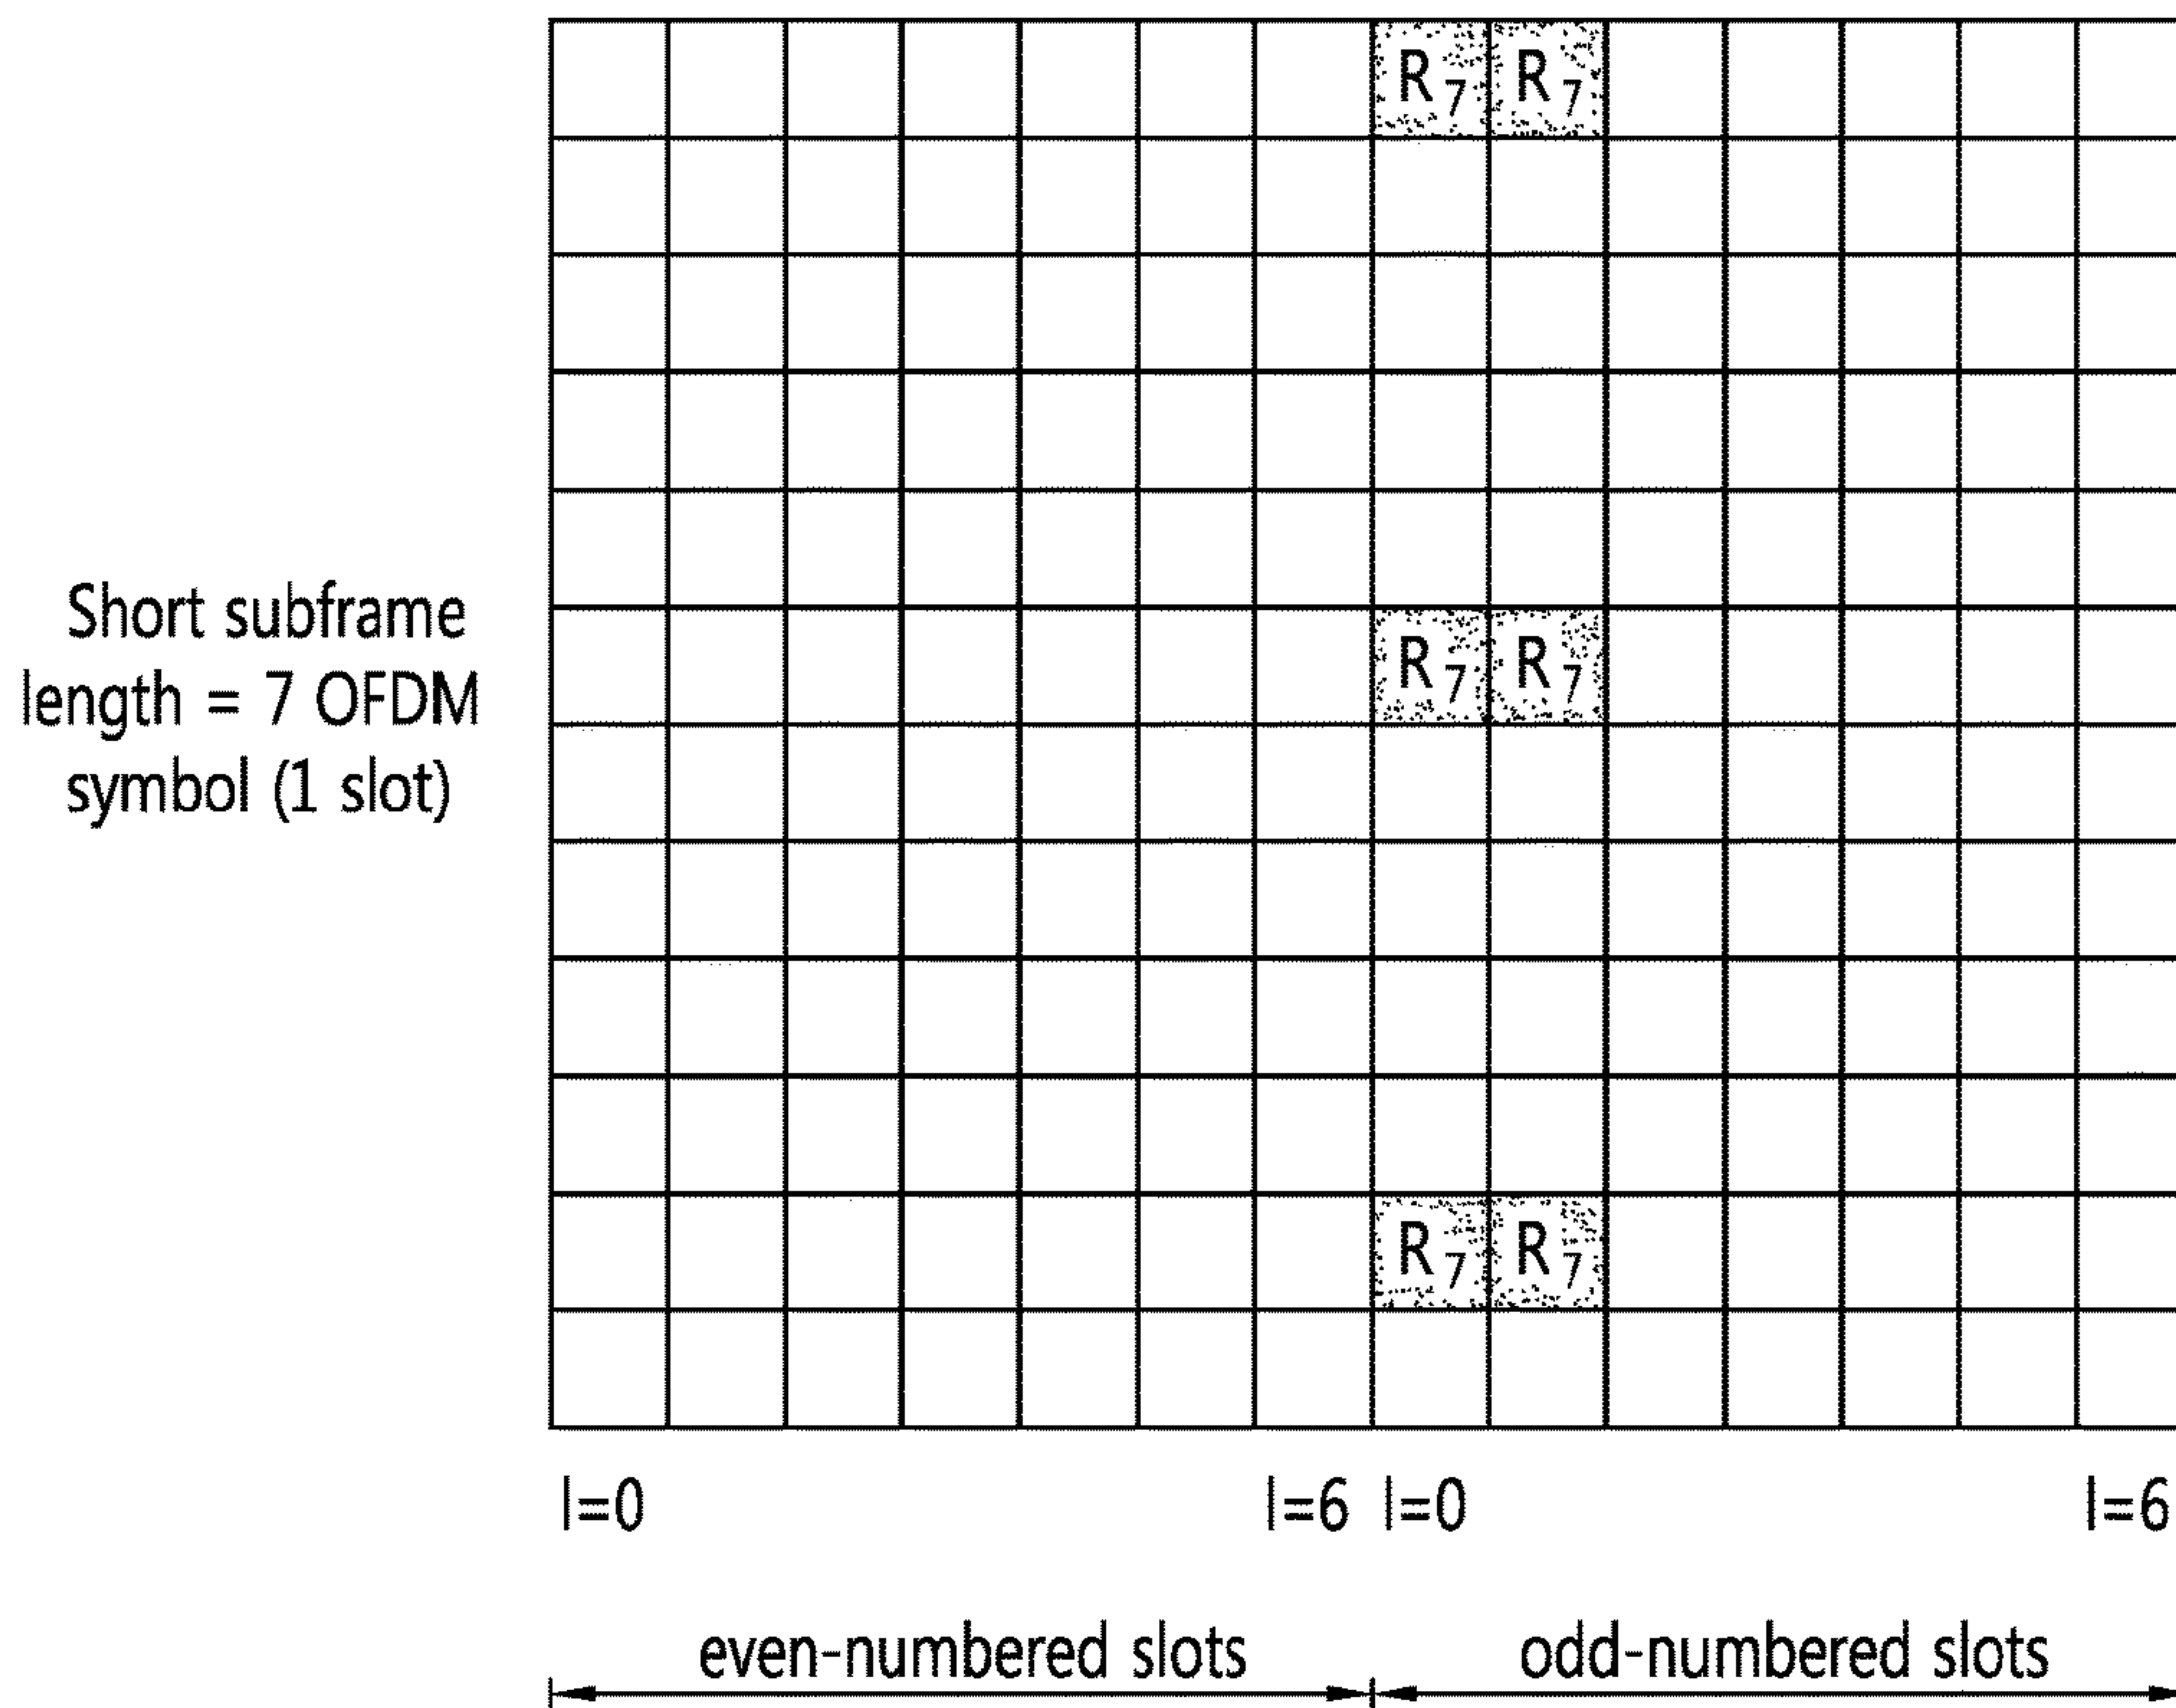 R7 R7
R7 R7
Short subframe
length = 7 OFDM
symbol (1 slot)
R7 R7
l=0 l=6 l=0 l=6
even-numbered slots odd-numbered slots